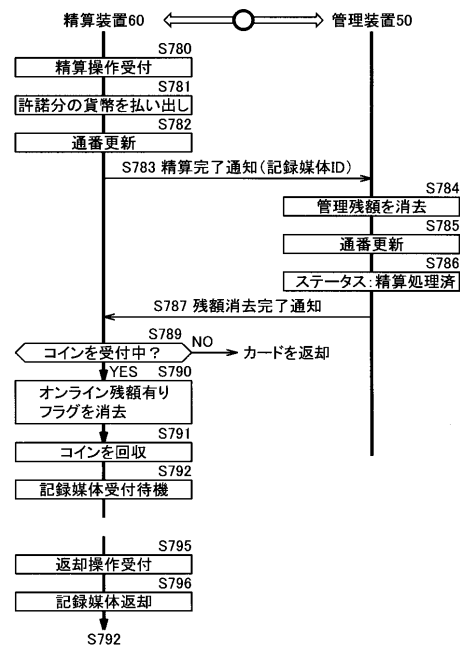 精算装置60
管理装置50
S780
精算操作受付
S781
許諾分の貨幣を払い出し
S782
通番更新
S783 精算完了通知(記録媒体ID)
S784
管理残額を消去
S785
通番更新
S786
ステータス:精算処理済
S787 残額消去完了通知
S789
コインを受付中?
NO
カードを返却
YES
S790
オンライン残額有り
フラグを消去
S791
コインを回収
S792
記録媒体受付待機
S795
返却操作受付
S796
記録媒体返却
S792